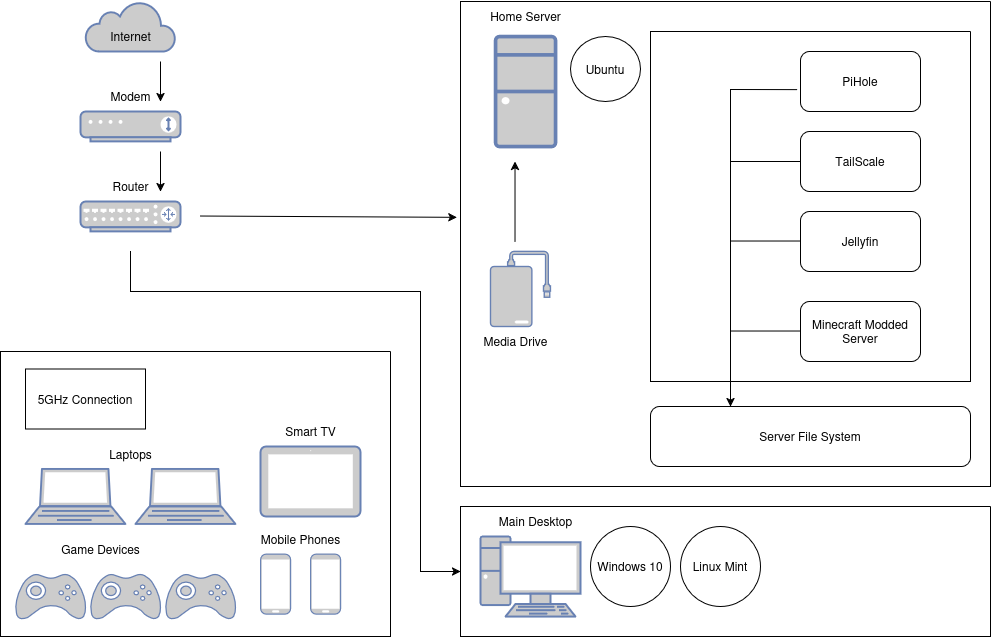 Internet
Modem
Router
Home Server
Ubuntu
PiHole
TailScale
Jellyfin
Minecraft Modded
Server
Media Drive
Server File System
5GHz Connection
Laptops
Smart TV
Game Devices
Mobile Phones
Main Desktop
Windows 10
Linux Mint